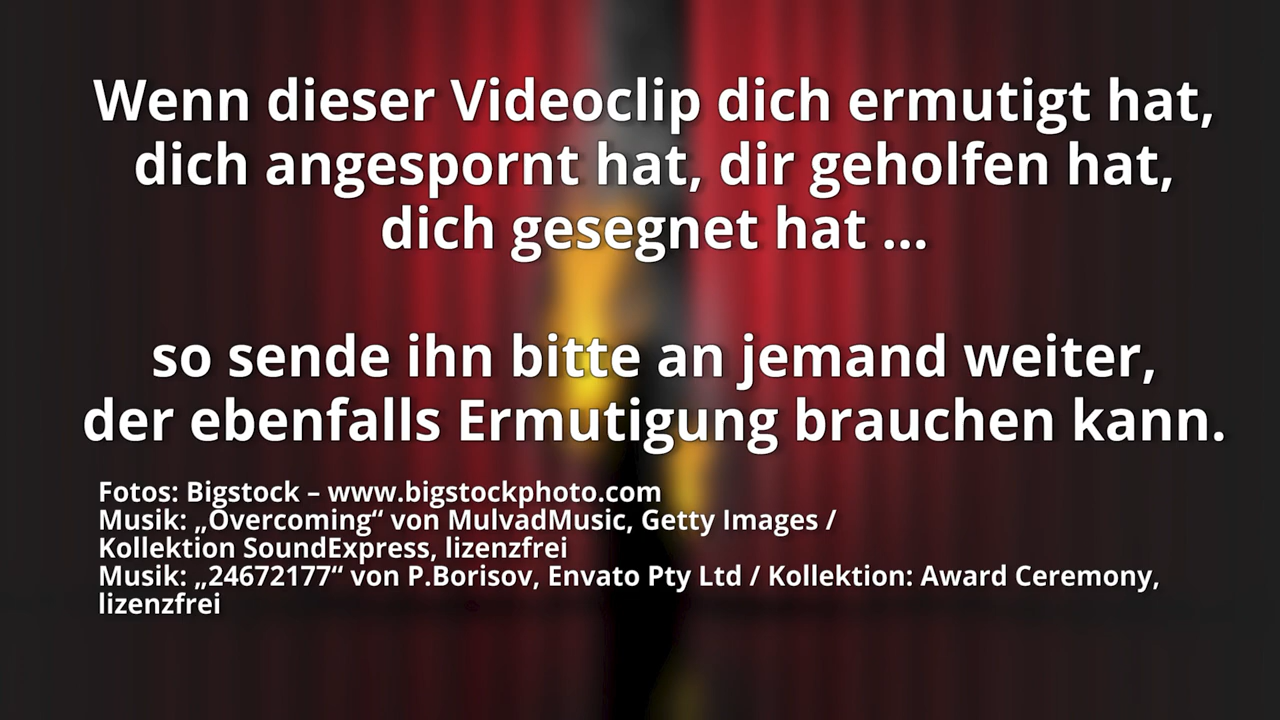 Wenn dieser Videoclip dich ermutigt hat,
dich angespornt hat, dir geholfen hat,
dich gesegnet hat ...
so sende ihn bitte an jemand weiter,
der ebenfalls Ermutigung brauchen kann.
Fotos: Bigstock – www.bigstockphoto.com
Musik: „Overcoming“ von MulvadMusic, Getty Images /
Kollektion SoundExpress, lizenzfrei
Musik: „24672177“ von P.Borisov, Envato Pty Ltd / Kollektion: Award Ceremony,
lizenzfrei